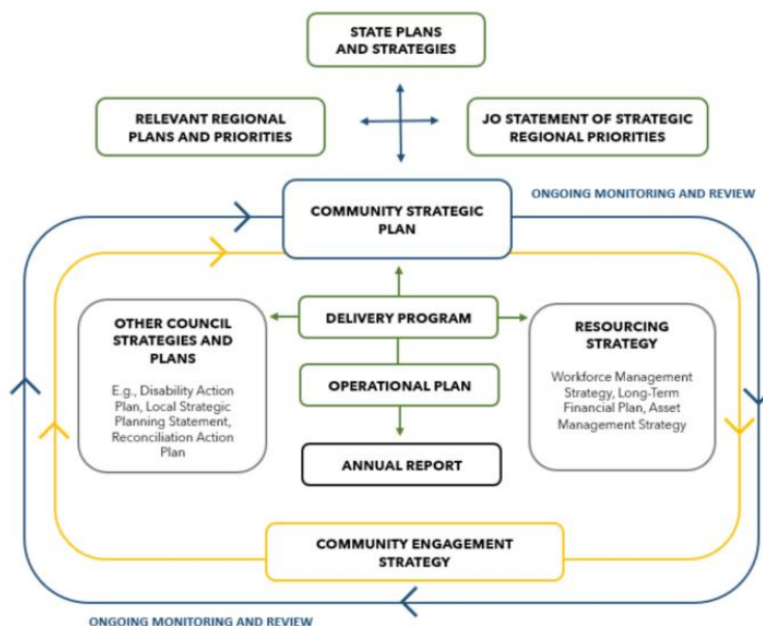 STATE PLANS
AND STRATEGIES
RELEVANT REGIONAL
PLANS AND PRIORITIES
JO STATEMENT OF STRATEGIC
REGIONAL PRIORITIES
ONGOING MONITORING AND REVIEW
COMMUNITY STRATEGIC
PLAN
OTHER COUNCIL
STRATEGIES AND
PLANS
E.g., Disability Action
Plan, Local Strategic
Planning Statement,
Reconciliation Action
Plan
DELIVERY PROGRAM
OPERATIONAL PLAN
ANNUAL REPORT
RESOURCING
STRATEGY
Workforce Management
Strategy, Long-Term
Financial Plan, Asset
Management Strategy
COMMUNITY ENGAGEMENT
STRATEGY
ONGOING MONITORING AND REVIEW